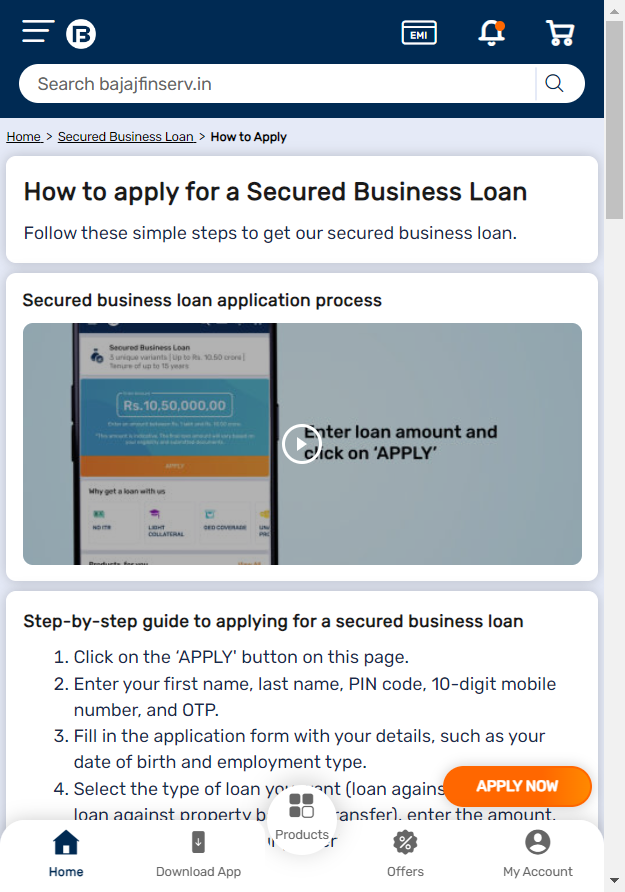 EMI
Search bajajfinserv.in
Home > Secured Business Loan > How to Apply
How to apply for a Secured Business Loan
Follow these simple steps to get our secured business loan.
Secured business loan application process
Secured Business Loan
3 unique variants | Up to Rs. 10.50 crore |
Tenure of up to 15 years
Rs.10,50,000,00
APPLY
Why get a loan with us
NO ITR
LIGHT
COLLATERAL
GEO COVERAGE
Products for you
Enter loan amount and
click on ‘APPLY’
Step-by-step guide to applying for a secured business loan
1. Click on the ‘APPLY' button on this page.
2. Enter your first name, last name, PIN code, 10-digit mobile
number, and OTP.
3. Fill in the application form with your details, such as your
date of birth and employment type.
4. Select the type of loan you want (loan agains
APPLY NOW
loan against property b ransfer), enter the amount,
Products
Home
Download App
Offers
My Account